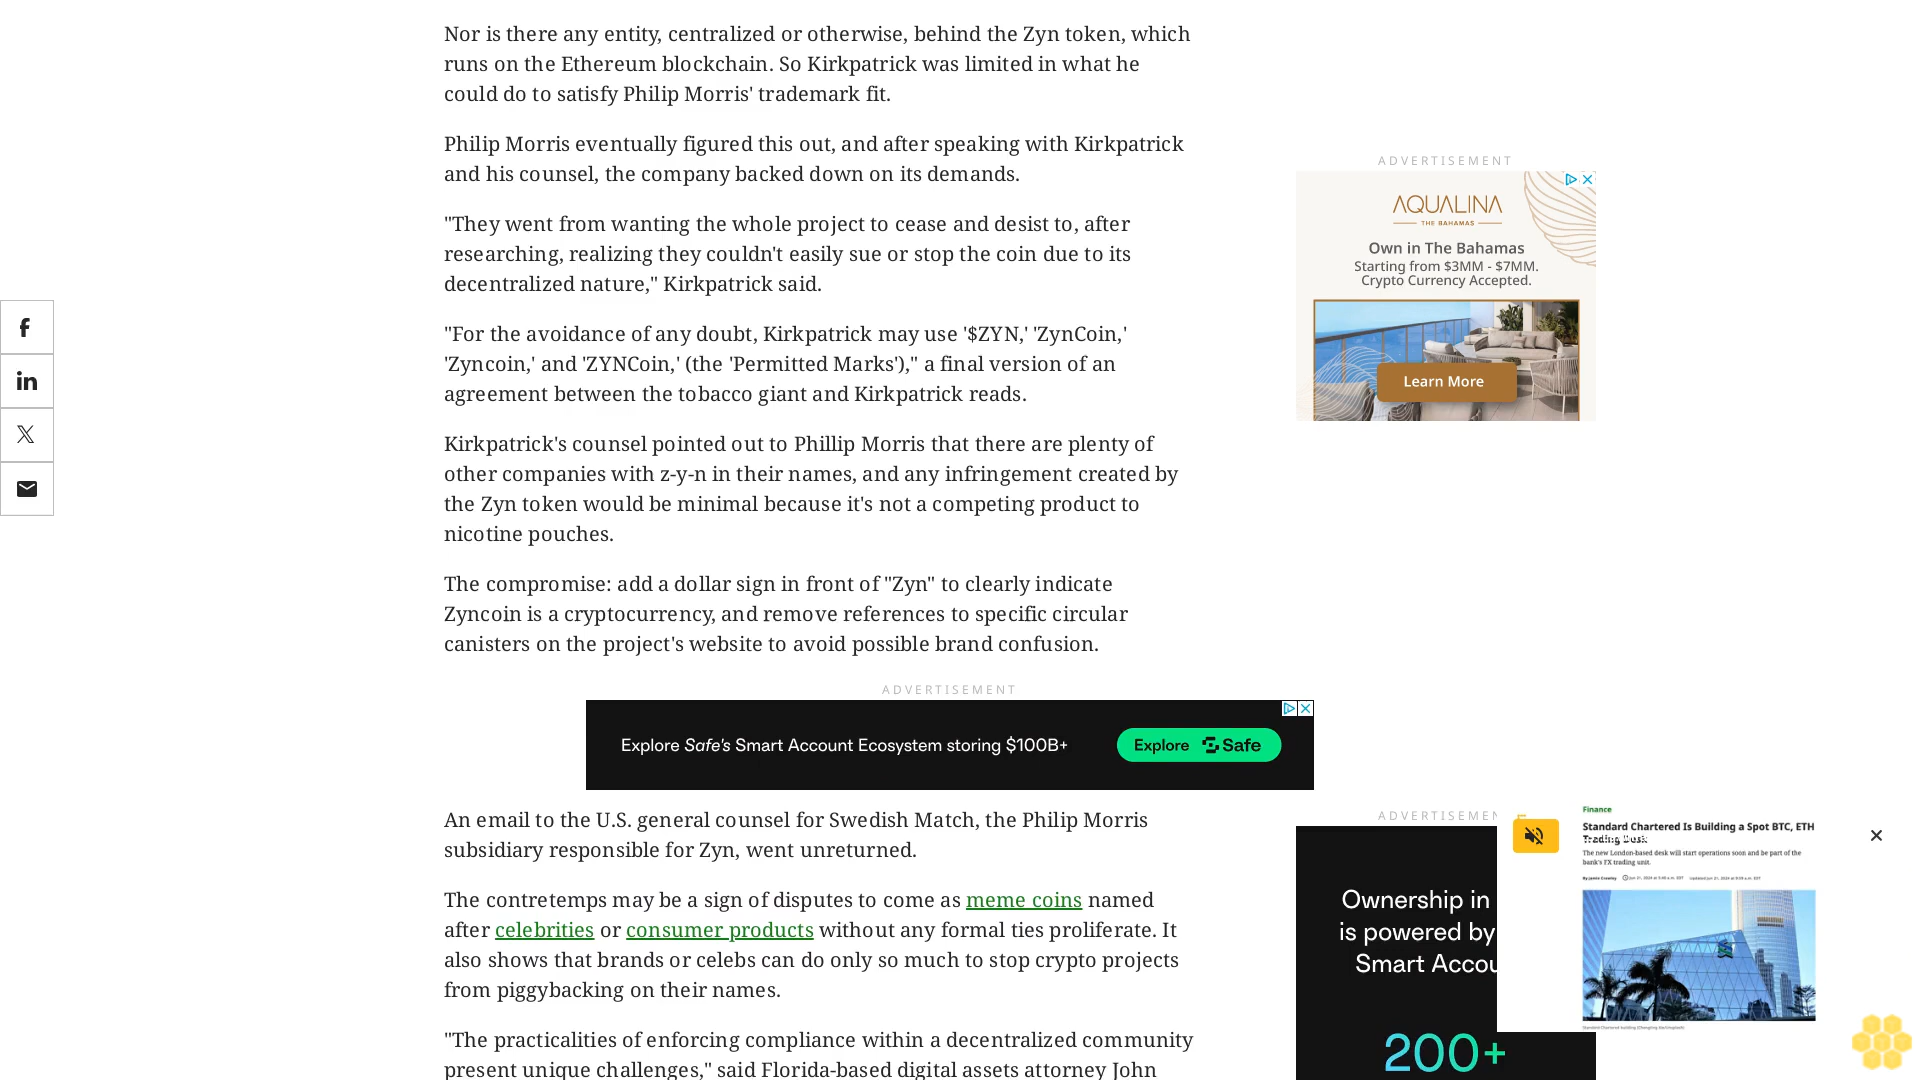 Nor is there any entity, centralized or otherwise, behind the Zyn token, which
runs on the Ethereum blockchain. So Kirkpatrick was limited in what he
could do to satisfy Philip Morris' trademark fit.
Philip Morris eventually figured this out, and after speaking with Kirkpatrick
and his counsel, the company backed down on its demands.
"They went from wanting the whole project to cease and desist to, after
researching, realizing they couldn't easily sue or stop the coin due to its
decentralized nature," Kirkpatrick said.
"For the avoidance of any doubt, Kirkpatrick may use '$ZYN,' 'ZynCoin,'
'Zyncoin,' and 'ZYNCoin,' (the 'Permitted Marks')," a final version of an
agreement between the tobacco giant and Kirkpatrick reads.
Kirkpatrick's counsel pointed out to Phillip Morris that there are plenty of
other companies with z-y-n in their names, and any infringement created by
the Zyn token would be minimal because it's not a competing product to
nicotine pouches.
The compromise: add a dollar sign in front of "Zyn" to clearly indicate
Zyncoin is a cryptocurrency, and remove references to specific circular
canisters on the project's website to avoid possible brand confusion.
ADVERTISEMENT
Explore Safe's Smart Account Ecosystem storing $100B+
Explore Safe
An email to the U.S. general counsel for Swedish Match, the Philip Morris
subsidiary responsible for Zyn, went unreturned.
The contretemps may be a sign of disputes to come as meme coins named
after celebrities or consumer products without any formal ties proliferate. It
also shows that brands or celebs can do only so much to stop crypto projects
from piggybacking on their names.
"The practicalities of enforcing compliance within a decentralized community
present unique challenges," said Florida-based digital assets attorney John
ADVERTISEMENT
AQUALINA
THE BAHAMAS
Own in The Bahamas
Starting from $3MM - $7MM.
Crypto Currency Accepted.
Learn More
ADVERTISEMEN
Ownership in
is powered by
Smart Accou
200+
Finance
Standard Chartered Is Building a Spot BTC, ETH
Trading
The new London-based desk will start operations soon and be part of the
bank's FX trading unit.